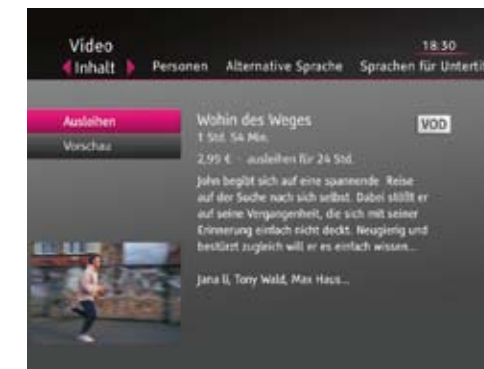 Video
18:30
Inhalt Personen Alternative Sprache Sprachen für Unterti
Ausleihen
Vorschau
Wohin des Weges
VOD
1 Std. 54 Min.
2,99 € ausleihen für 24 Std.
John begibt sich auf eine spannende Reise
auf der Suche nach sich selbst. Dabei stößt er
auf seine Vergangenheit, die sich mit seiner
Erinnerung einfach nicht deckt. Neugierig und
bestürzt zugleich will er es einfach wissen...
Jana II, Tony Wald, Max Haus...